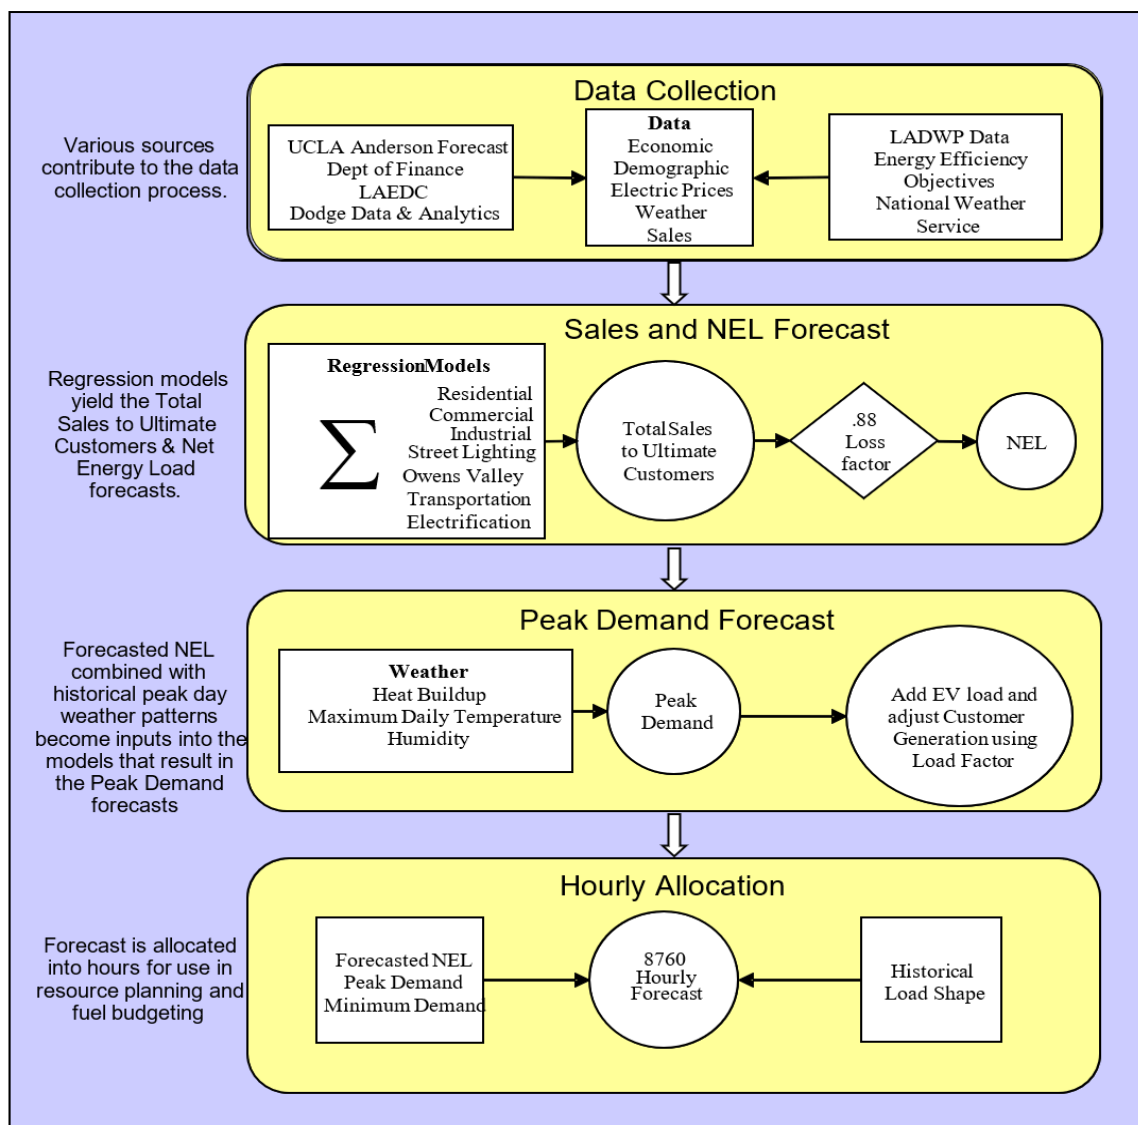 Data Collection
Various sources
contribute to the data
collection process.
UCLA Anderson Forecast
Dept of Finance
LAEDC
Dodge Data & Analytics
Data
Economic
Demographic
Electric Prices
Weather
Sales
LADWP Data
Energy Efficiency
Objectives
National Weather
Service
Sales and NEL Forecast
Regression models
yield the Total
Sales to Ultimate
Customers & Net
Energy Load
forecasts.
Regression Models
∑
Residential
Commercial
Industrial
Street Lighting
Owens Valley
Transportation
Electrification
Total Sales
to Ultimate
Customers
.88
Loss
factor
NEL
Peak Demand Forecast
Forecasted NEL
combined with
historical peak day
weather patterns
become inputs into the
models that result in
the Peak Demand
forecasts
Weather
Heat Buildup
Maximum Daily Temperature
Humidity
Peak
Demand
Add EV load and
adjust Customer
Generation using
Load Factor
Hourly Allocation
Forecast is allocated
into hours for use in
resource planning and
fuel budgeting
Forecasted NEL
Peak Demand
Minimum Demand
8760
Hourly
Forecast
Historical
Load Shape